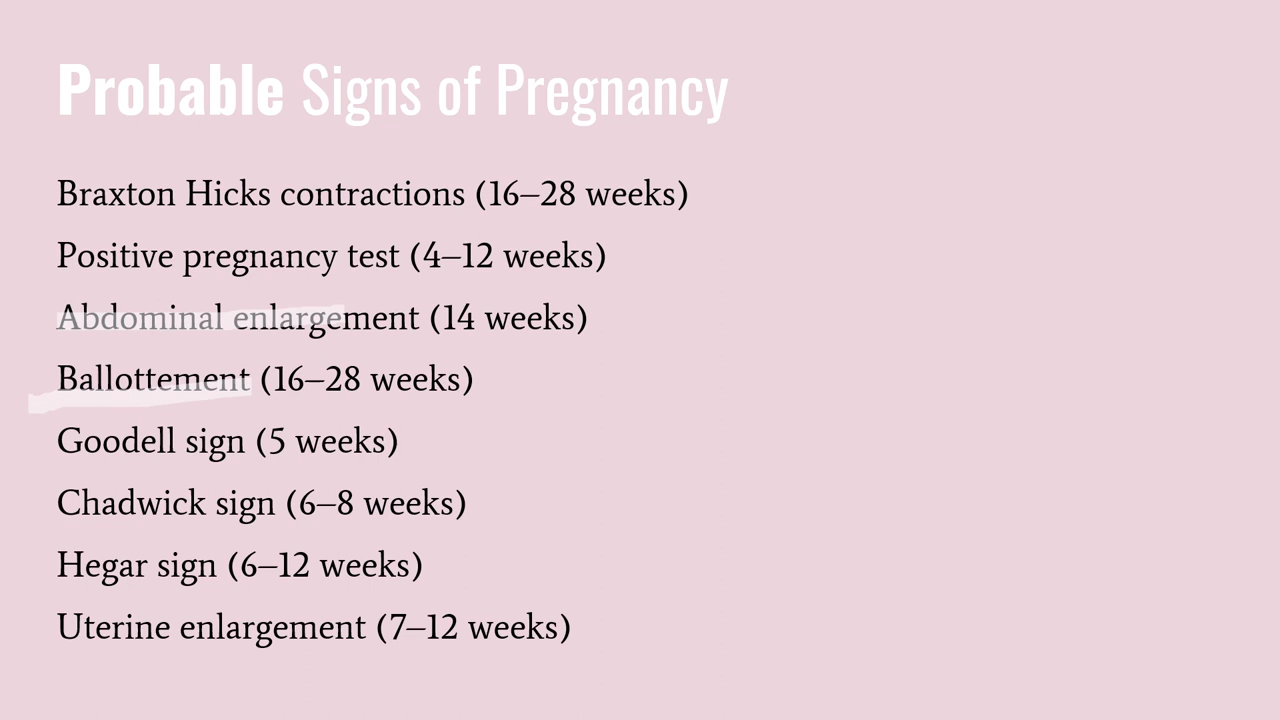 Probable Signs of Pregnancy
Braxton Hicks contractions (16–28 weeks)
Positive pregnancy test (4–12 weeks)
Abdominal enlargement (14 weeks)
Ballottement (16–28 weeks)
Goodell sign (5 weeks)
Chadwick sign (6–8 weeks)
Hegar sign (6–12 weeks)
Uterine enlargement (7–12 weeks)